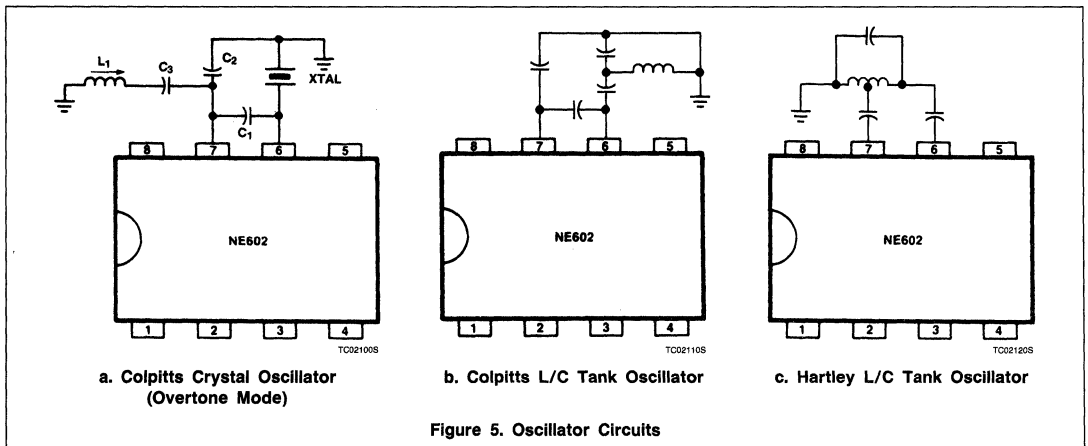 L1 C3 C2 XTAL
C1
8 7 6 5
NE602
1 2 3 4
TC02100S
a. Colpitts Crystal Oscillator
(Overtone Mode)
8 7 6 5
NE602
1 2 3 4
TC02110S
b. Colpitts L/C Tank Oscillator
8 7 6 5
NE602
1 2 3 4
TC02120S
c. Hartley L/C Tank Oscillator
Figure 5. Oscillator Circuits